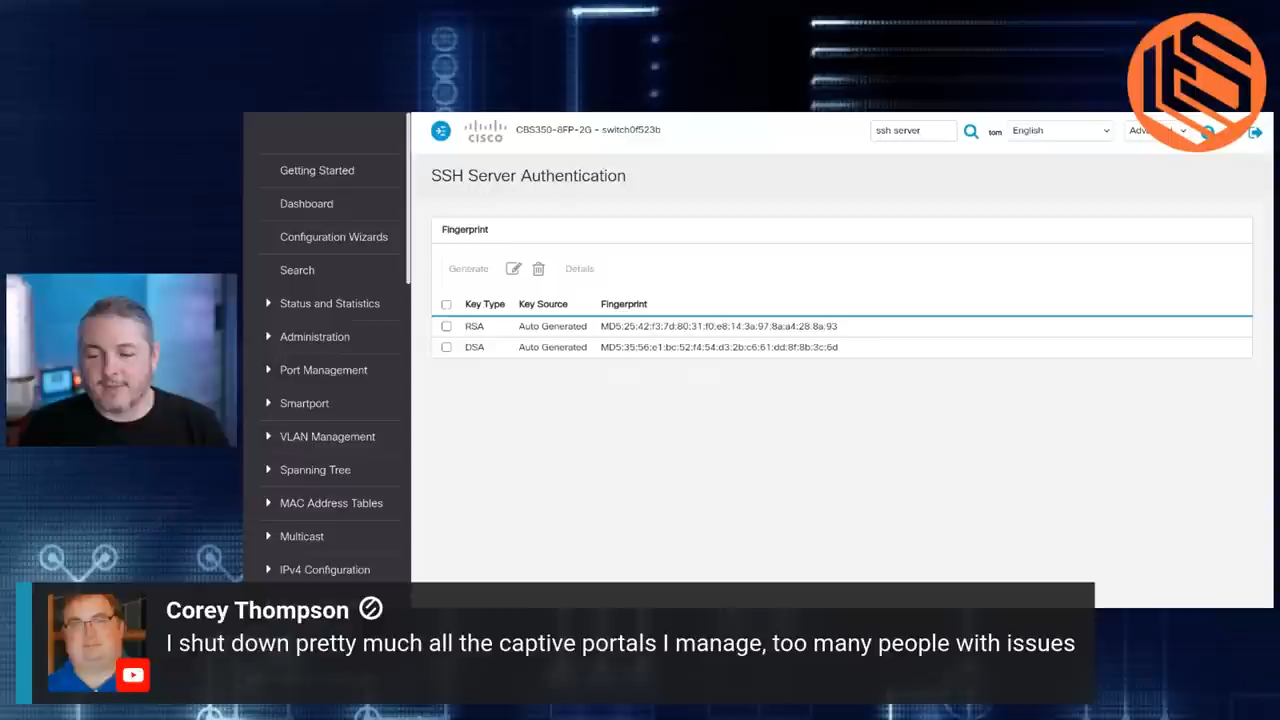 CISCO
CBS350-8FP-2G - switch0f523b
ssh server
tom
English
Getting Started
Dashboard
Configuration Wizards
Search
Status and Statistics
Administration
Port Management
Smartport
VLAN Management
Spanning Tree
MAC Address Tables
Multicast
IPv4 Configuration
SSH Server Authentication
Fingerprint
Generate
Details
Key Type Key Source Fingerprint
RSA Auto Generated MD5:25:42:f3:7d:80:31:f0:e8:14:3a:97:8a:a4:28:8a:93
DSA Auto Generated MD5:35:56:e1:bc:52:f4:54:d3:2b:c6:61:dd:8f:8b:3c:6d
Corey Thompson
I shut down pretty much all the captive portals I manage, too many people with issues